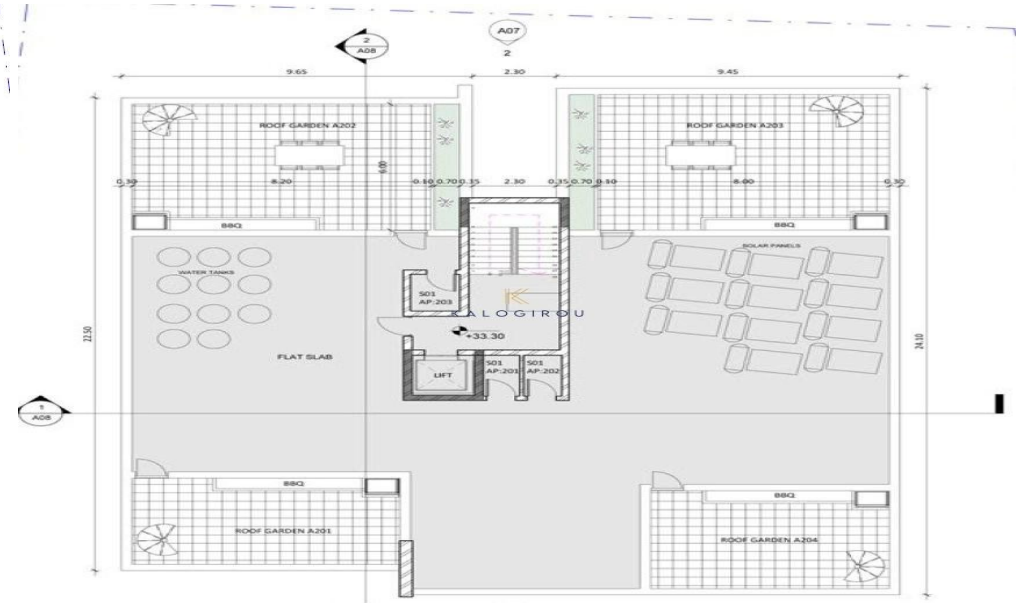 A07
2
2
A08
9.65
2.30
9.45
ROOF GARDEN A202
ROOF GARDEN A203
6.00
0.30
8.20
0.10
0.70
0.35
2.30
0.35
0.70
0.10
8.00
0.30
BBQ
BBQ
SOLAR PANELS
WATER TANKS
S01
AP:203
KALOGIROU
+33.30
22.50
24.10
FLAT SLAB
LIFT
S01
AP:201
S01
AP:202
1
A08
BBQ
BBQ
ROOF GARDEN A201
ROOF GARDEN A204